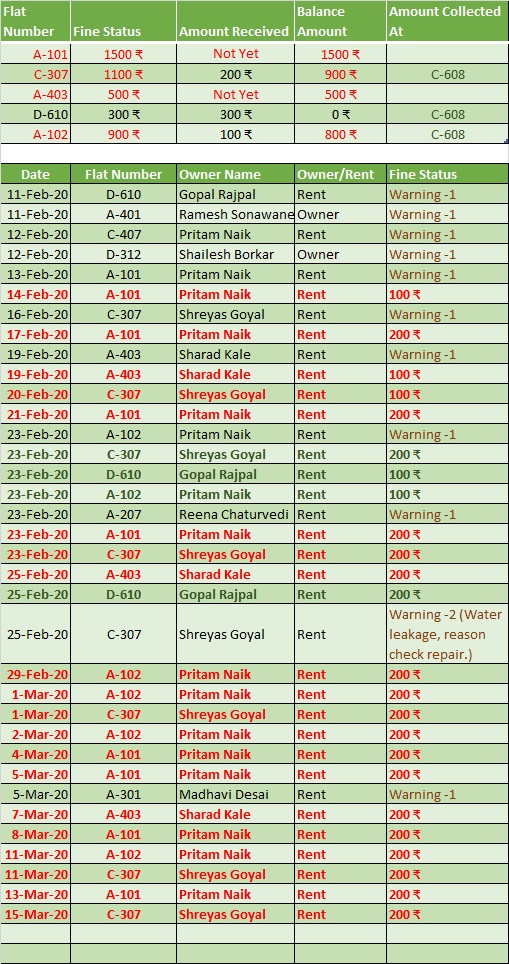 Flat Number Fine Status Amount Received Balance Amount Amount Collected At
A-101 1500 ₹ Not Yet 1500 ₹
C-307 1100 ₹ 200 ₹ 900 ₹ C-608
A-403 500 ₹ Not Yet 500 ₹
D-610 300 ₹ 300 ₹ 0 ₹ C-608
A-102 900 ₹ 100 ₹ 800 ₹ C-608
Date Flat Number Owner Name Owner/Rent Fine Status
11-Feb-20 D-610 Gopal Rajpal Rent Warning -1
11-Feb-20 A-401 Ramesh Sonawane Owner Warning -1
12-Feb-20 C-407 Pritam Naik Rent Warning -1
12-Feb-20 D-312 Shailesh Borkar Owner Warning -1
13-Feb-20 A-101 Pritam Naik Rent Warning -1
14-Feb-20 A-101 Pritam Naik Rent 100 ₹
16-Feb-20 C-307 Shreyas Goyal Rent Warning -1
17-Feb-20 A-101 Pritam Naik Rent 200 ₹
19-Feb-20 A-403 Sharad Kale Rent Warning -1
19-Feb-20 A-403 Sharad Kale Rent 100 ₹
20-Feb-20 C-307 Shreyas Goyal Rent 100 ₹
21-Feb-20 A-101 Pritam Naik Rent 200 ₹
23-Feb-20 A-102 Pritam Naik Rent Warning -1
23-Feb-20 C-307 Shreyas Goyal Rent 200 ₹
23-Feb-20 D-610 Gopal Rajpal Rent 100 ₹
23-Feb-20 A-102 Pritam Naik Rent 100 ₹
23-Feb-20 A-207 Reena Chaturvedi Rent Warning -1
23-Feb-20 A-101 Pritam Naik Rent 200 ₹
23-Feb-20 C-307 Shreyas Goyal Rent 200 ₹
25-Feb-20 A-403 Sharad Kale Rent 200 ₹
25-Feb-20 D-610 Gopal Rajpal Rent 200 ₹
25-Feb-20 C-307 Shreyas Goyal Rent Warning -2 (Water
leakage, reason
check repair.)
29-Feb-20 A-102 Pritam Naik Rent 200 ₹
1-Mar-20 A-102 Pritam Naik Rent 200 ₹
1-Mar-20 C-307 Shreyas Goyal Rent 200 ₹
2-Mar-20 A-102 Pritam Naik Rent 200 ₹
4-Mar-20 A-101 Pritam Naik Rent 200 ₹
5-Mar-20 A-101 Pritam Naik Rent 200 ₹
5-Mar-20 A-301 Madhavi Desai Rent Warning -1
7-Mar-20 A-403 Sharad Kale Rent 200 ₹
8-Mar-20 A-101 Pritam Naik Rent 200 ₹
11-Mar-20 A-102 Pritam Naik Rent 200 ₹
11-Mar-20 C-307 Shreyas Goyal Rent 200 ₹
13-Mar-20 A-101 Pritam Naik Rent 200 ₹
15-Mar-20 C-307 Shreyas Goyal Rent 200 ₹